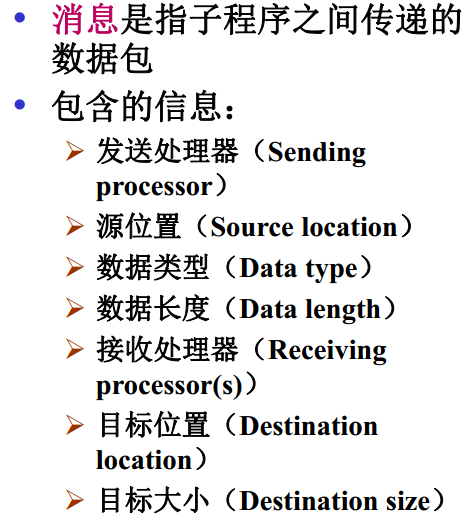 • 消息是指子程序之间传递的
数据包
• 包含的信息：
➢ 发送处理器（Sending
processor）
➢ 源位置（Source location）
➢ 数据类型（Data type）
➢ 数据长度（Data length）
➢ 接收处理器（Receiving
processor(s)）
➢ 目标位置（Destination
location）
➢ 目标大小（Destination size）